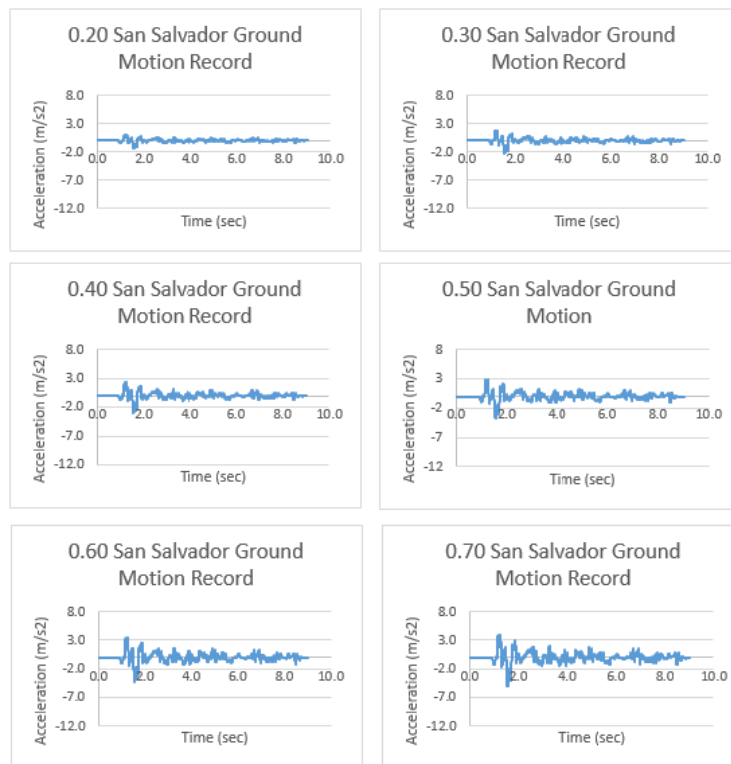 0.20 San Salvador Ground
Motion Record
Acceleration (m/s2)
8.0
3.0
-2.0
-7.0
-12.0
0.0 2.0 4.0 6.0 8.0 10.0
Time (sec)
0.30 San Salvador Ground
Motion Record
Acceleration (m/s2)
8.0
3.0
-2.0
-7.0
-12.0
0.0 2.0 4.0 6.0 8.0 10.0
Time (sec)
0.40 San Salvador Ground
Motion Record
Acceleration (m/s2)
8.0
3.0
-2.0
-7.0
-12.0
0.0 2.0 4.0 6.0 8.0 10.0
Time (sec)
0.50 San Salvador Ground
Motion
Acceleration (m/s2)
8
3
-2
-7
-12
0.0 2.0 4.0 6.0 8.0 10.0
Time (sec)
0.60 San Salvador Ground
Motion Record
Acceleration (m/s2)
8.0
3.0
-2.0
-7.0
-12.0
0.0 2.0 4.0 6.0 8.0 10.0
Time (sec)
0.70 San Salvador Ground
Motion Record
Acceleration (m/s2)
8.0
3.0
-2.0
-7.0
-12.0
0.0 2.0 4.0 6.0 8.0 10.0
Time (sec)